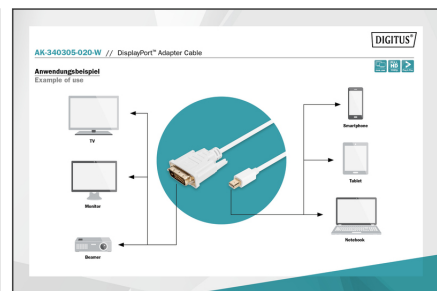 DIGITUS®
AK-340305-020-W // DisplayPort™ Adapter Cable
Anwendungsbeispiel
Example of use
TV
Monitor
Beamer
Smartphone
Tablet
Notebook